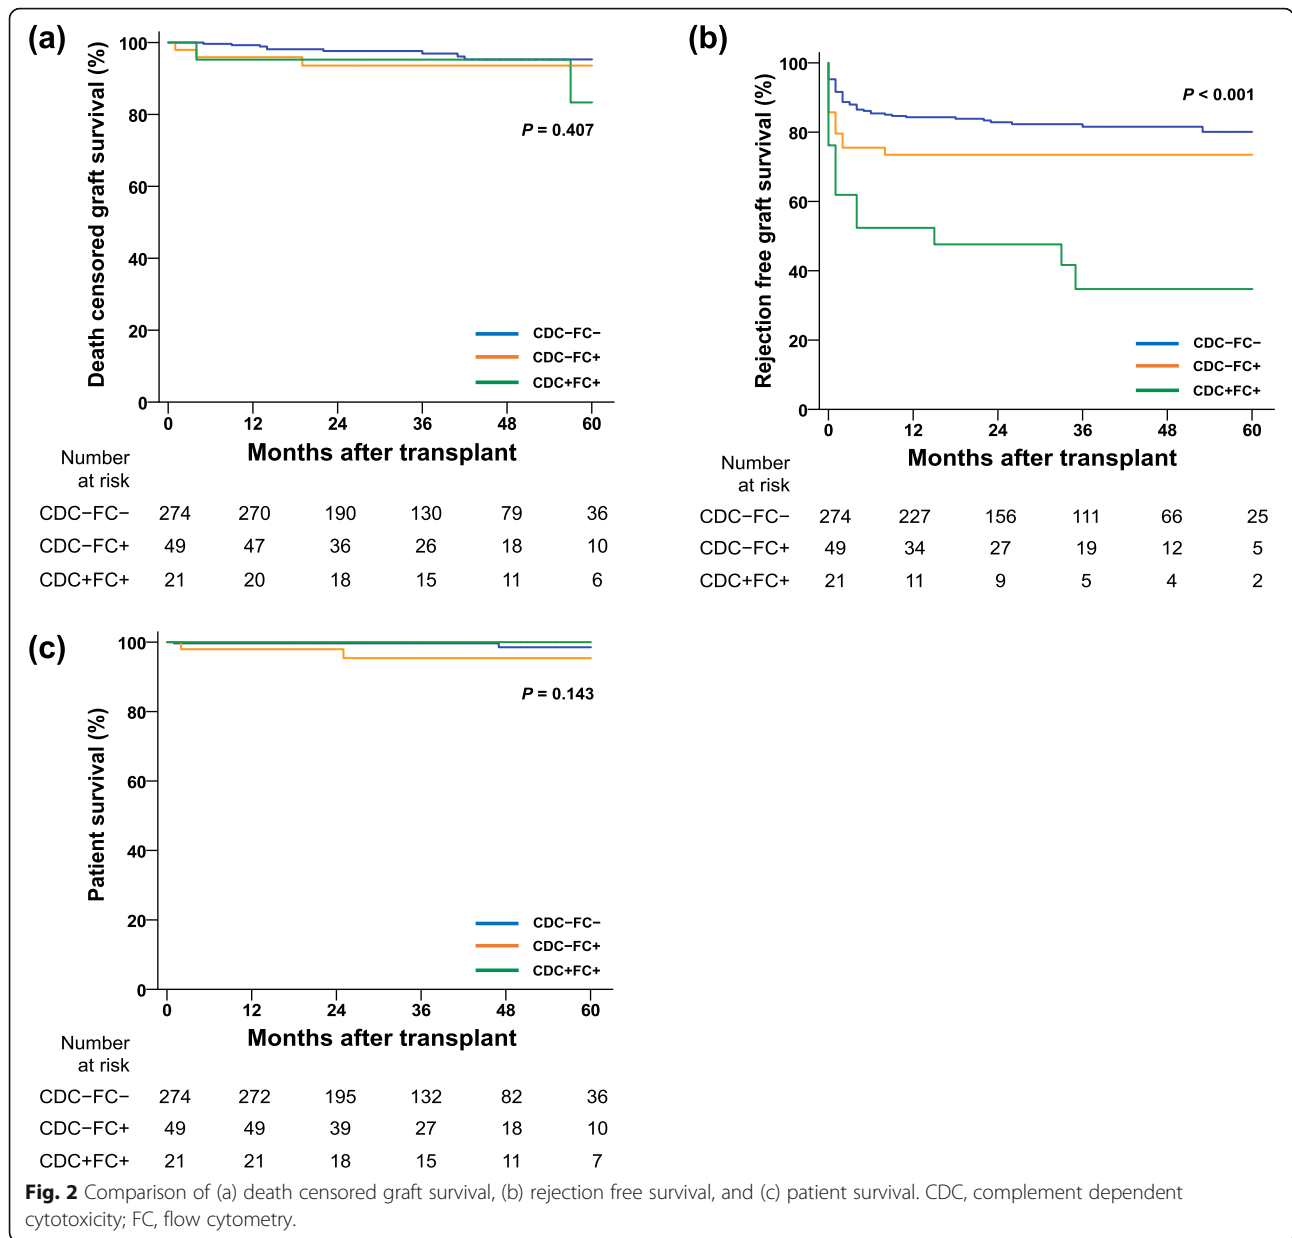 (a)
Death censored graft survival (%)
100
80
60
40
20
0
P = 0.407
CDC−FC−
CDC−FC+
CDC+FC+
0 12 24 36 48 60
Months after transplant
Number
at risk
CDC−FC− 274 270 190 130 79 36
CDC−FC+ 49 47 36 26 18 10
CDC+FC+ 21 20 18 15 11 6
(b)
Rejection free graft survival (%)
100
80
60
40
20
0
P < 0.001
CDC−FC−
CDC−FC+
CDC+FC+
0 12 24 36 48 60
Months after transplant
Number
at risk
CDC−FC− 274 227 156 111 66 25
CDC−FC+ 49 34 27 19 12 5
CDC+FC+ 21 11 9 5 4 2
(c)
Patient survival (%)
100
80
60
40
20
0
P = 0.143
CDC−FC−
CDC−FC+
CDC+FC+
0 12 24 36 48 60
Months after transplant
Number
at risk
CDC−FC− 274 272 195 132 82 36
CDC−FC+ 49 49 39 27 18 10
CDC+FC+ 21 21 18 15 11 7
Fig. 2 Comparison of (a) death censored graft survival, (b) rejection free survival, and (c) patient survival. CDC, complement dependent
cytotoxicity; FC, flow cytometry.